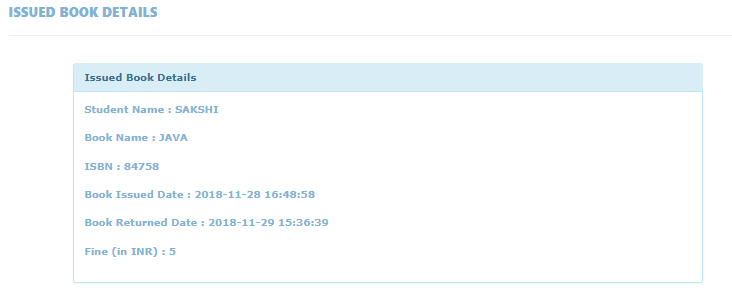 ISSUED BOOK DETAILS
Issued Book Details
Student Name : SAKSHI
Book Name : JAVA
ISBN : 84758
Book Issued Date : 2018-11-28 16:48:58
Book Returned Date : 2018-11-29 15:36:39
Fine (in INR) : 5